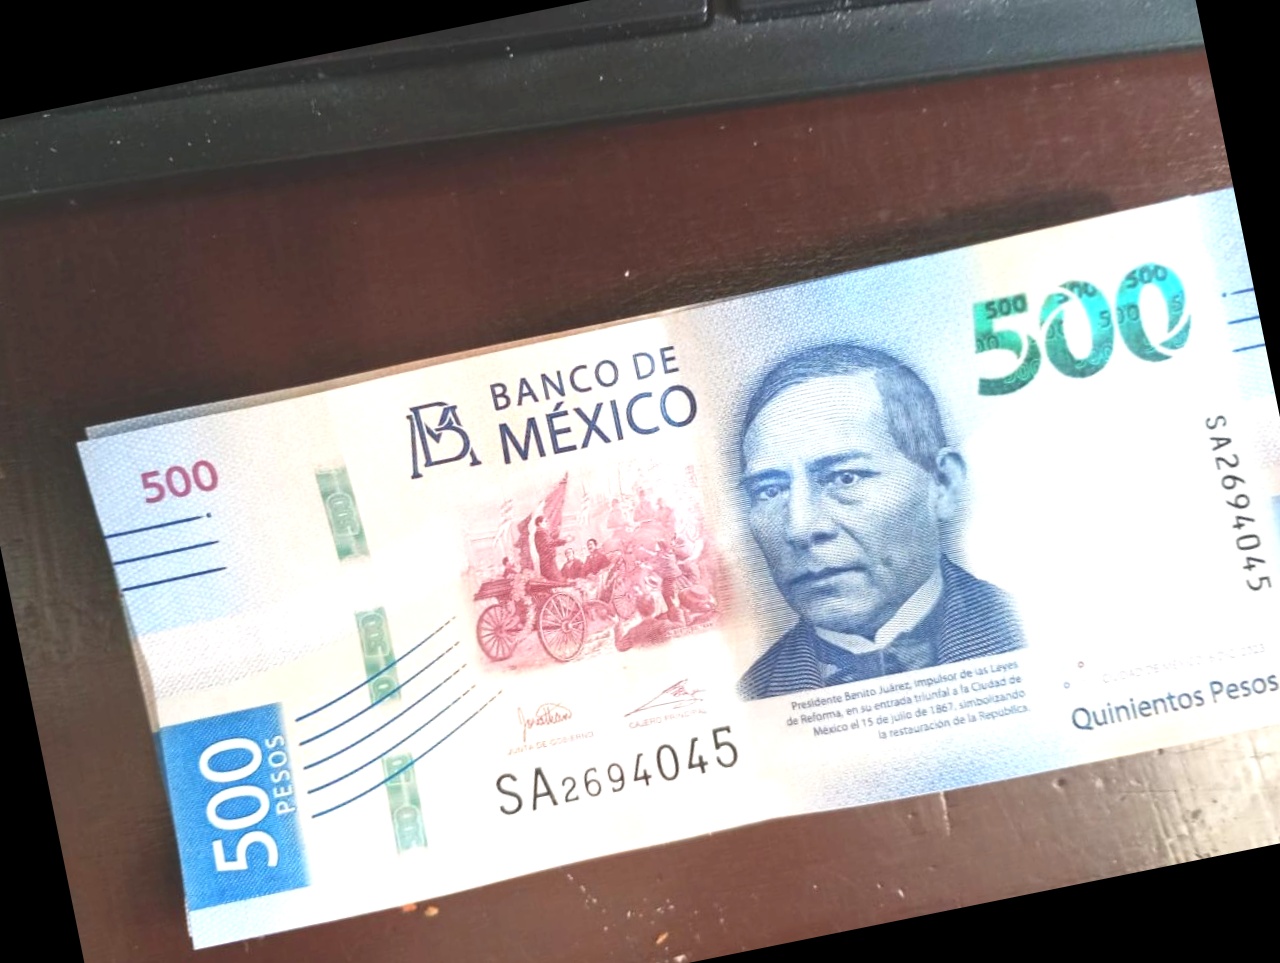 500
BANCO DE
MÉXICO
500
500
PESOS
SA2694045
SA2694045
JUNTA DE GOBIERNO
CAJERO PRINCIPAL
Presidente Benito Juárez, impulsor de las Leyes
de Reforma, en su entrada triunfal a la Ciudad de
México el 15 de julio de 1867, simbolizando
la restauración de la República.
Quinientos Pesos